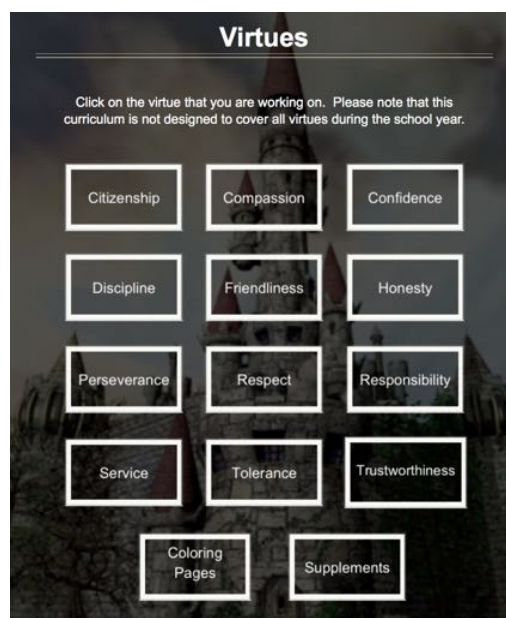 Virtues
Click on the virtue that you are working on.  Please note that this
curriculum is not designed to cover all virtues during the school year.
Citizenship
Compassion
Confidence
Discipline
Friendliness
Honesty
Perseverance
Respect
Responsibility
Service
Tolerance
Trustworthiness
Coloring
Pages
Supplements